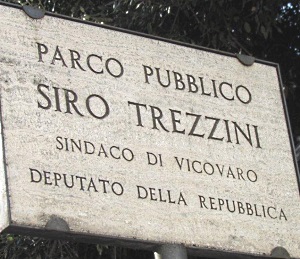 PARCO PUBBLICO
SIRO TREZZINI
SINDACO DI VICOVARO
DEPUTATO DELLA REPUBBLICA